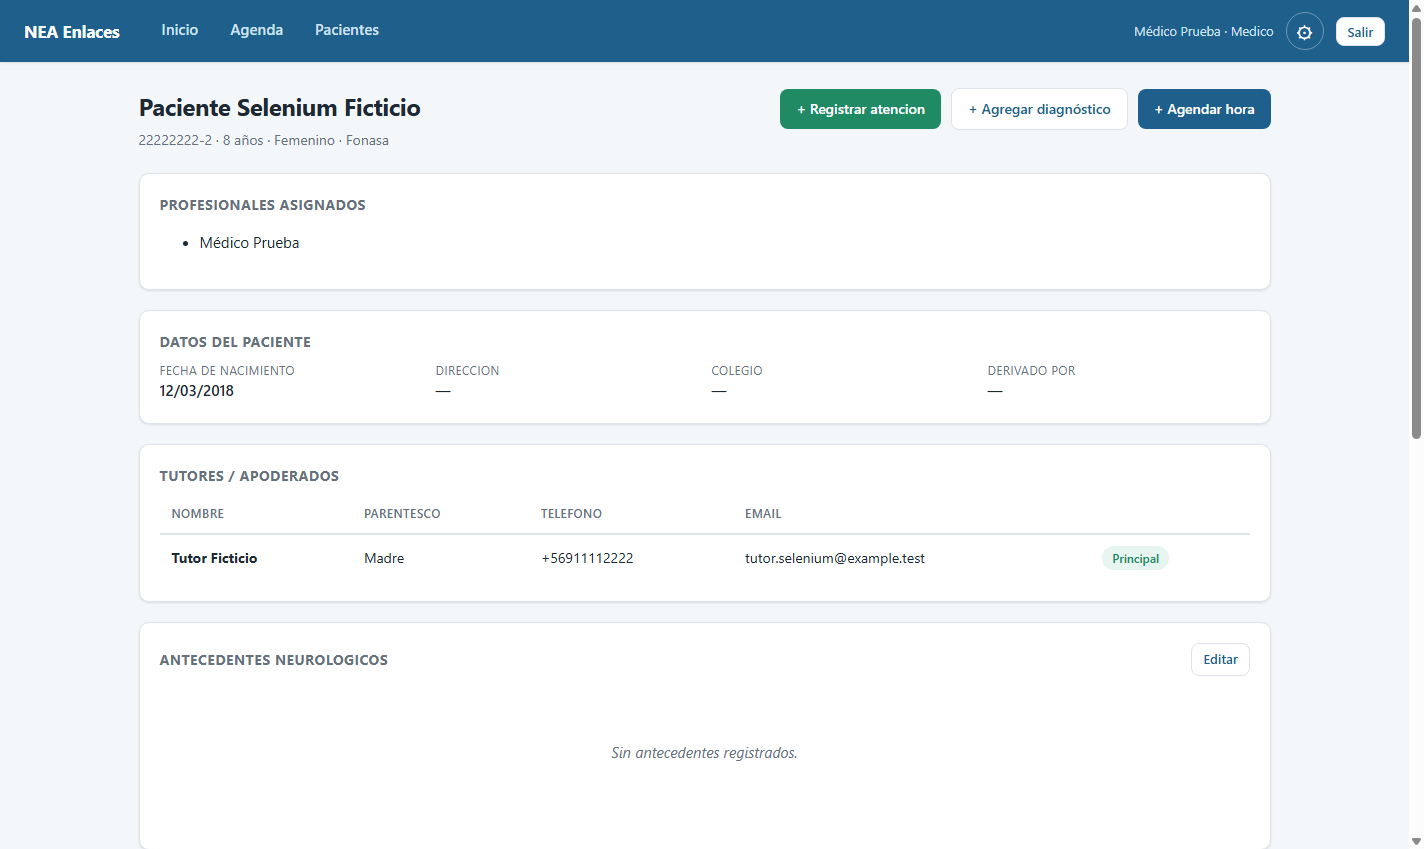 NEA Enlaces Inicio Agenda Pacientes Médico Prueba · Medico Salir
Paciente Selenium Ficticio
22222222-2 · 8 años · Femenino · Fonasa
+ Registrar atencion + Agregar diagnóstico + Agendar hora
PROFESIONALES ASIGNADOS
• Médico Prueba
DATOS DEL PACIENTE
FECHA DE NACIMIENTO DIRECCION COLEGIO DERIVADO POR
12/03/2018 — — —
TUTORES / APODERADOS
NOMBRE PARENTESCO TELEFONO EMAIL
Tutor Ficticio Madre +56911112222 tutor.selenium@example.test Principal
ANTECEDENTES NEUROLOGICOS Editar
Sin antecedentes registrados.